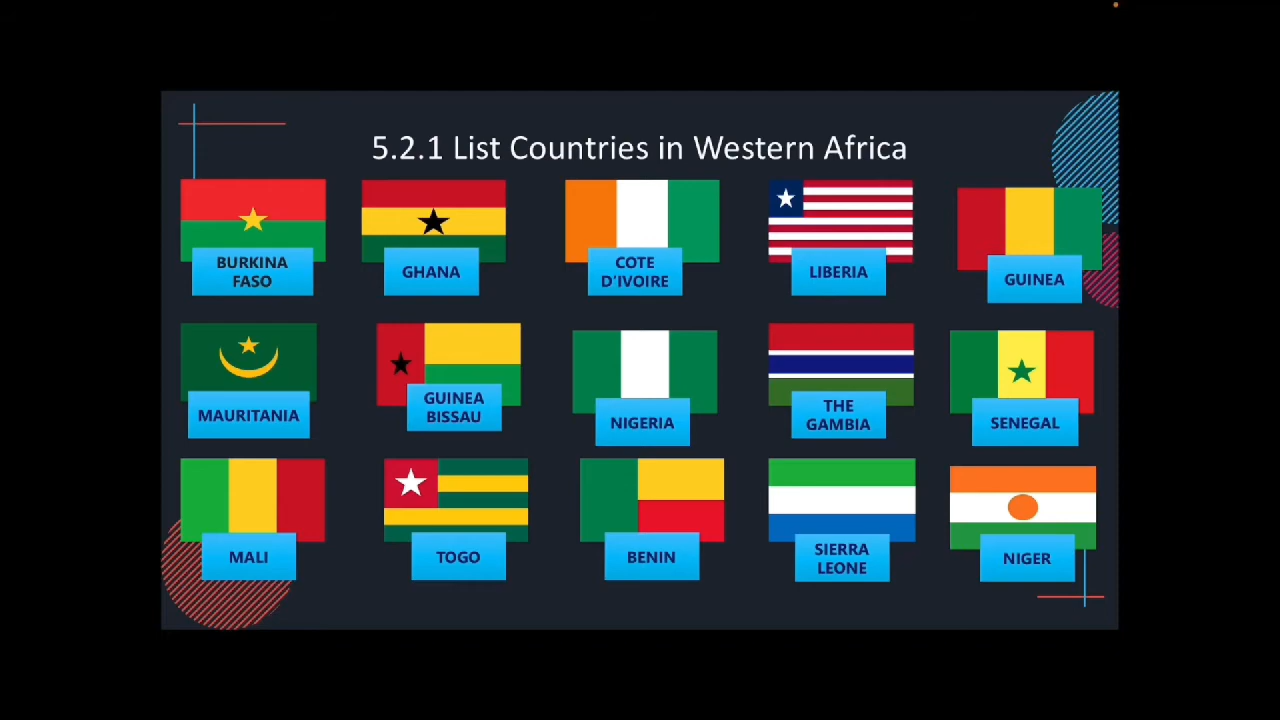 5.2.1 List Countries in Western Africa
BURKINA
FASO
GHANA
COTE
D'IVOIRE
LIBERIA
GUINEA
MAURITANIA
GUINEA
BISSAU
NIGERIA
THE
GAMBIA
SENEGAL
MALI
TOGO
BENIN
SIERRA
LEONE
NIGER